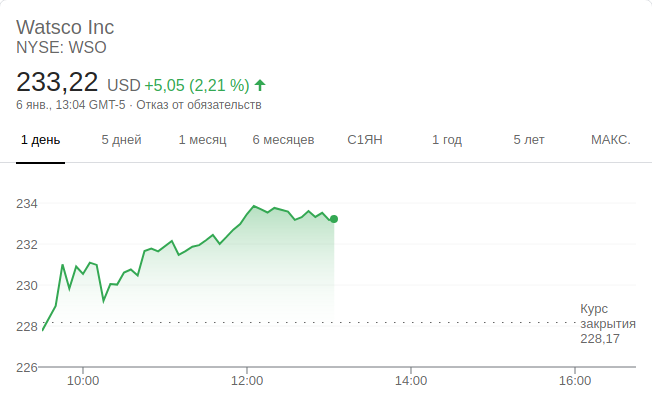 Watsco Inc
NYSE: WSO
233,22 USD +5,05 (2,21 %)
6 янв., 13:04 GMT-5 · Отказ от обязательств
1 день 5 дней 1 месяц 6 месяцев С1ЯН 1 год 5 лет МАКС.
234
232
230
228
226
Курс
закрытия
228,17
10:00 12:00 14:00 16:00